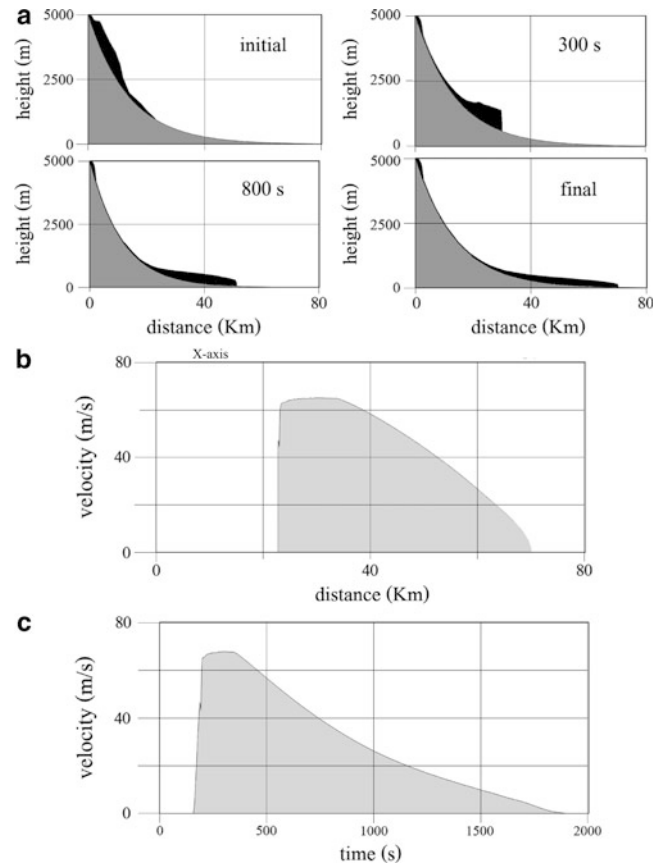 a
5000
initial
height (m)
2500
0
5000
300 s
height (m)
2500
0
5000
800 s
height (m)
2500
0
0 40 80
distance (Km)
5000
final
height (m)
2500
0
0 40 80
distance (Km)
b
X-axis
80
velocity (m/s)
40
0
0 40 80
distance (Km)
c
80
velocity (m/s)
40
0
0 500 1000 1500 2000
time (s)